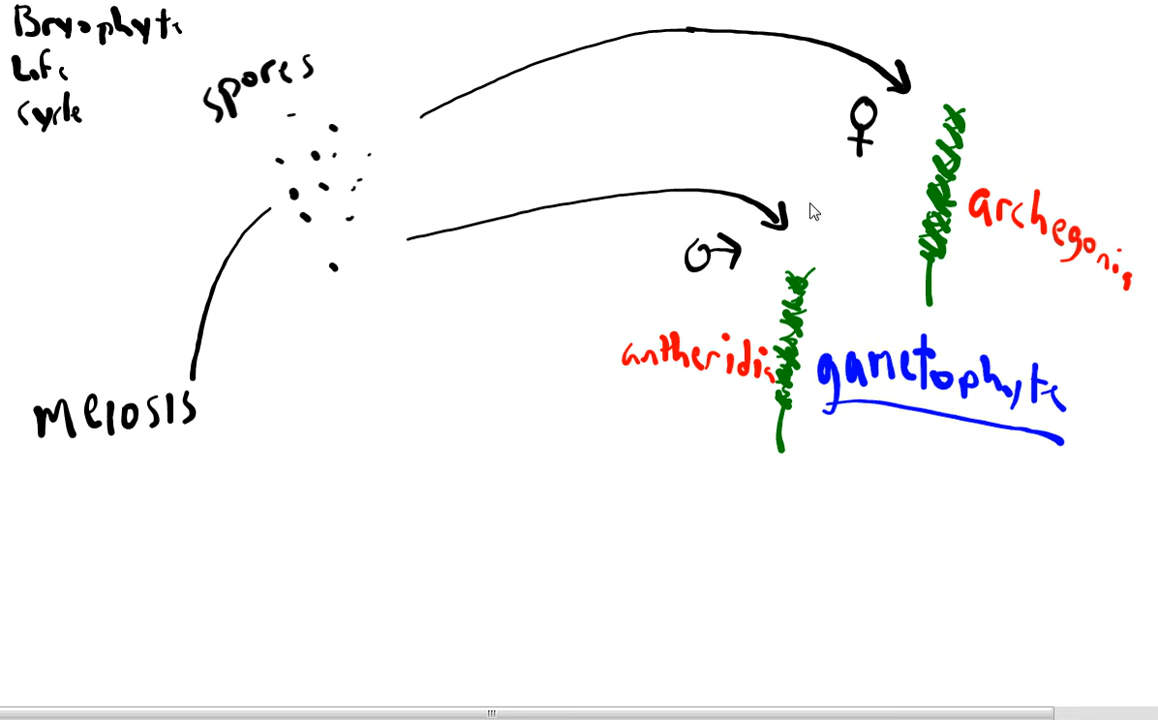 Bryophyte
Life
Cycle
spores
♀
archegonia
♂
antheridia
gametophyte
meiosis